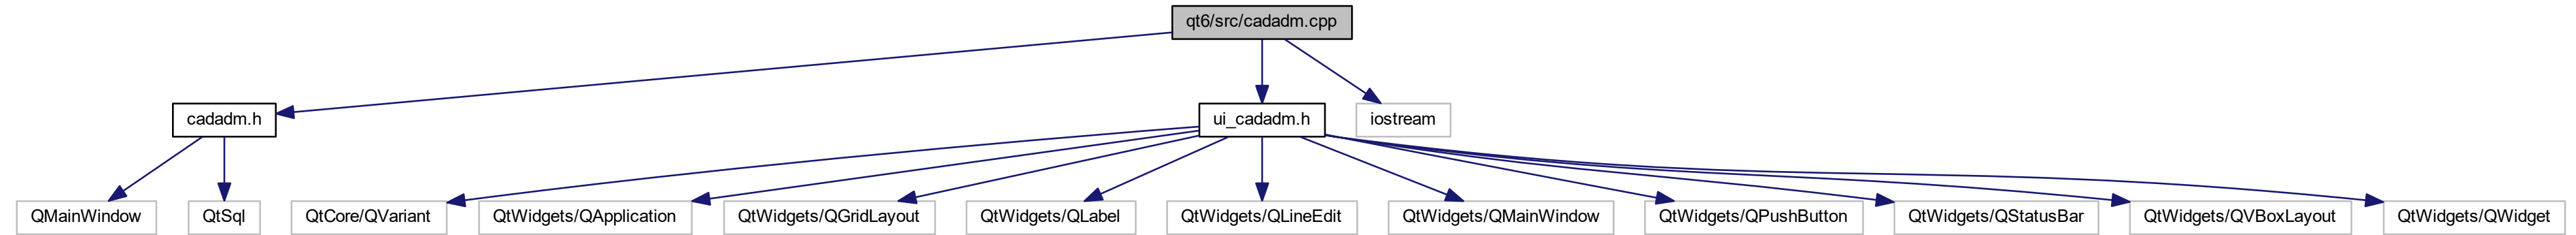 qt6/src/cadadm.cpp
cadadm.h
ui_cadadm.h
iostream
QMainWindow
QtSql
QtCore/QVariant
QtWidgets/QApplication
QtWidgets/QGridLayout
QtWidgets/QLabel
QtWidgets/QLineEdit
QtWidgets/QMainWindow
QtWidgets/QPushButton
QtWidgets/QStatusBar
QtWidgets/QVBoxLayout
QtWidgets/QWidget